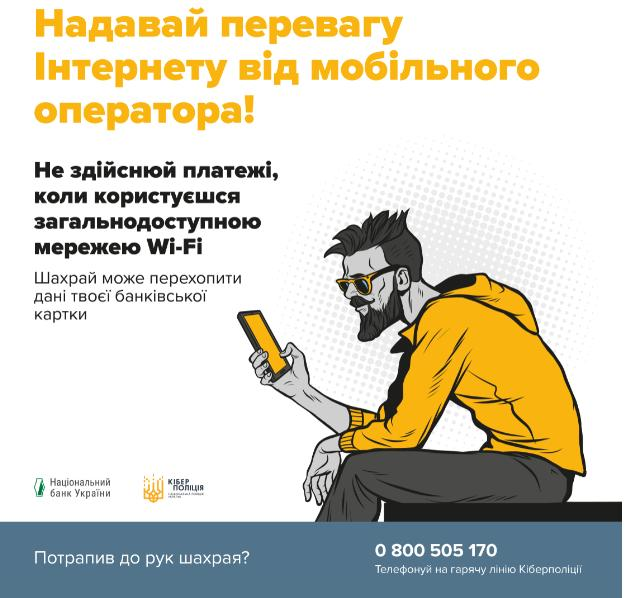 Надавай перевагу
Інтернету від мобільного
оператора!
Не здійснюй платежі,
коли користуєшся
загальнодоступною
мережею Wi-Fi
Шахрай може перехопити
дані твоєї банківської
картки
Національний
банк України
КІБЕР
ПОЛІЦІЯ
Потрапив до рук шахрая?
0 800 505 170
Телефонуй на гарячу лінію Кіберполіції